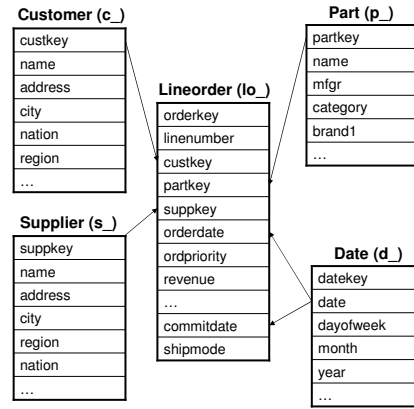 Customer (c_)
custkey
name
address
city
nation
region
…
Supplier (s_)
suppkey
name
address
city
region
nation
…
Lineorder (lo_)
orderkey
linenumber
custkey
partkey
suppkey
orderdate
ordpriority
revenue
…
commitdate
shipmode
Part (p_)
partkey
name
mfgr
category
brand1
…
Date (d_)
datekey
date
dayofweek
month
year
…